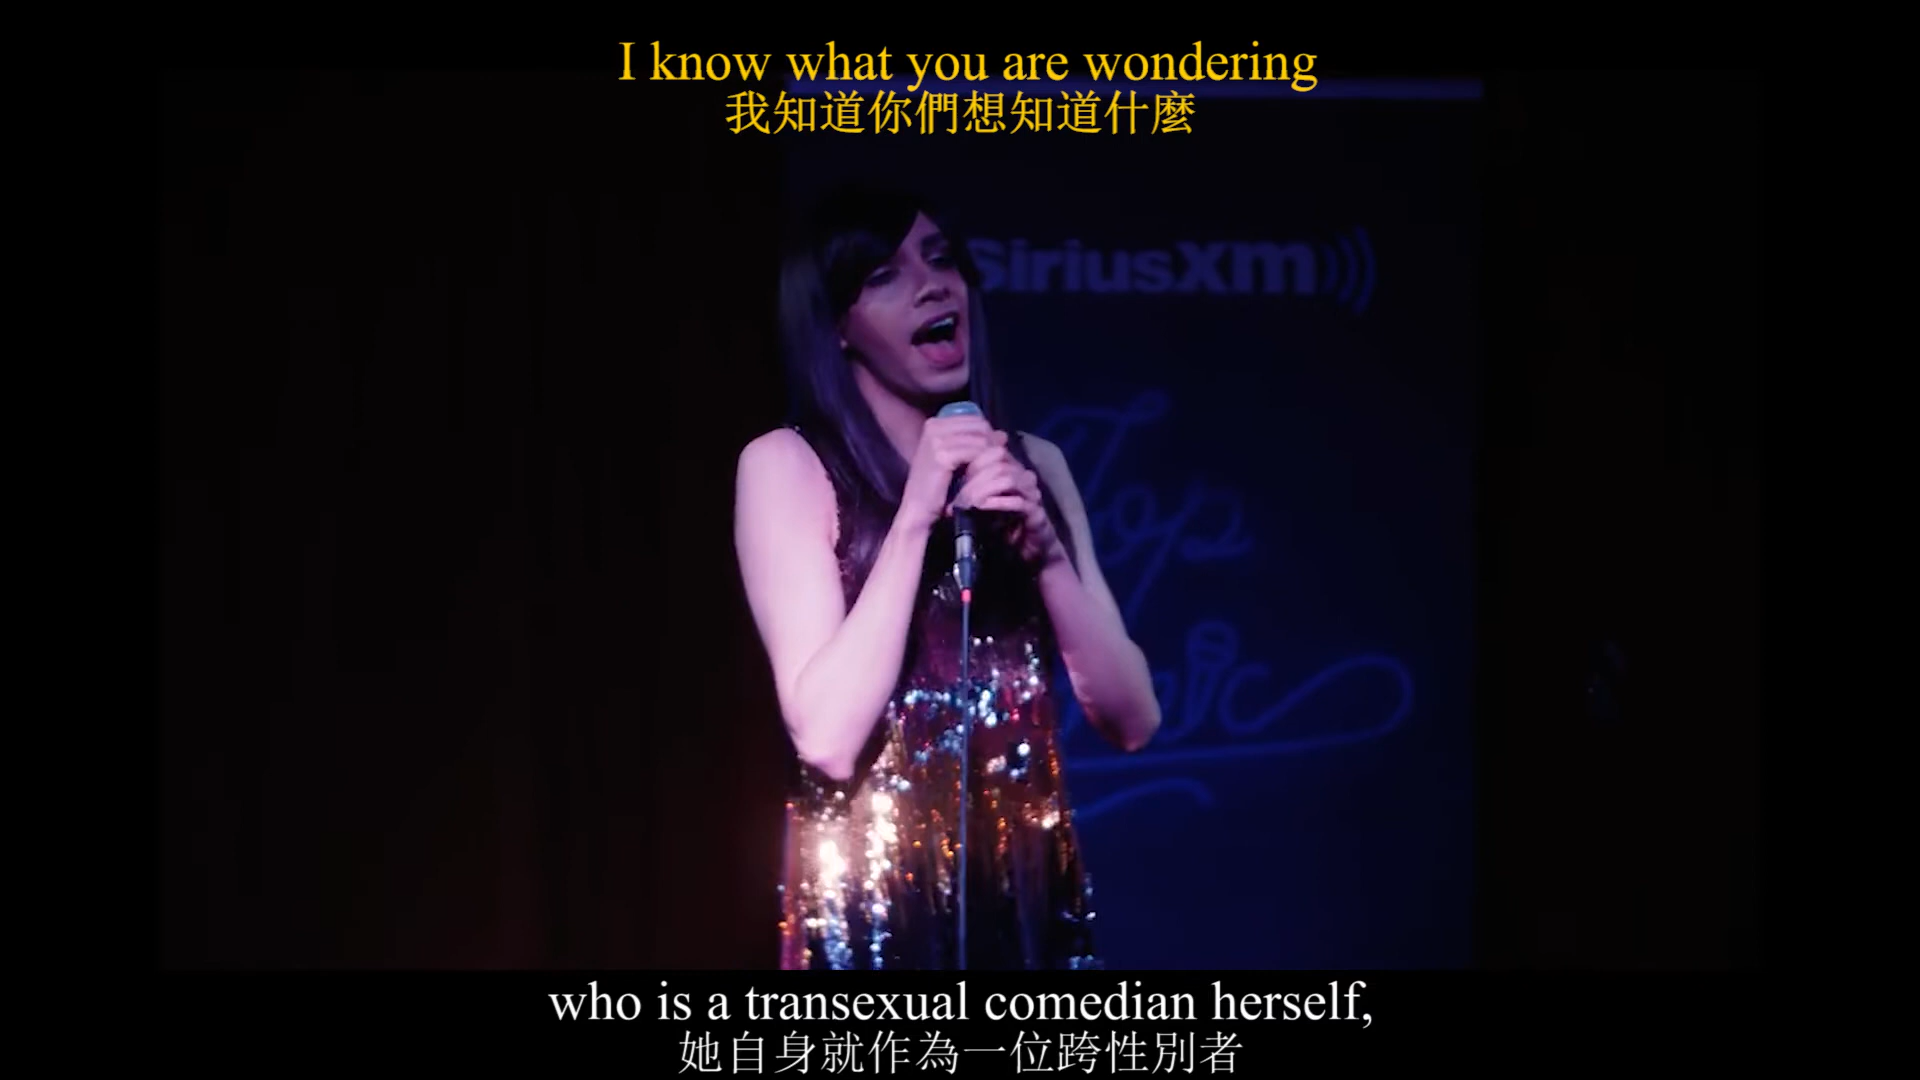 I know what you are wondering
我知道你們想知道什麼
SiriusXM
Top
who is a transexual comedian herself,
她自身就作為一位跨性別者